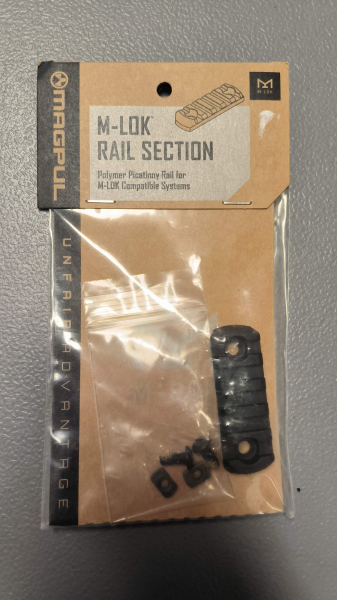 MAGPUL
M-LOK
M-LOK
RAIL SECTION
Polymer Picatinny Rail for
M-LOK Compatible Systems
UNFAIR ADVANTAGE